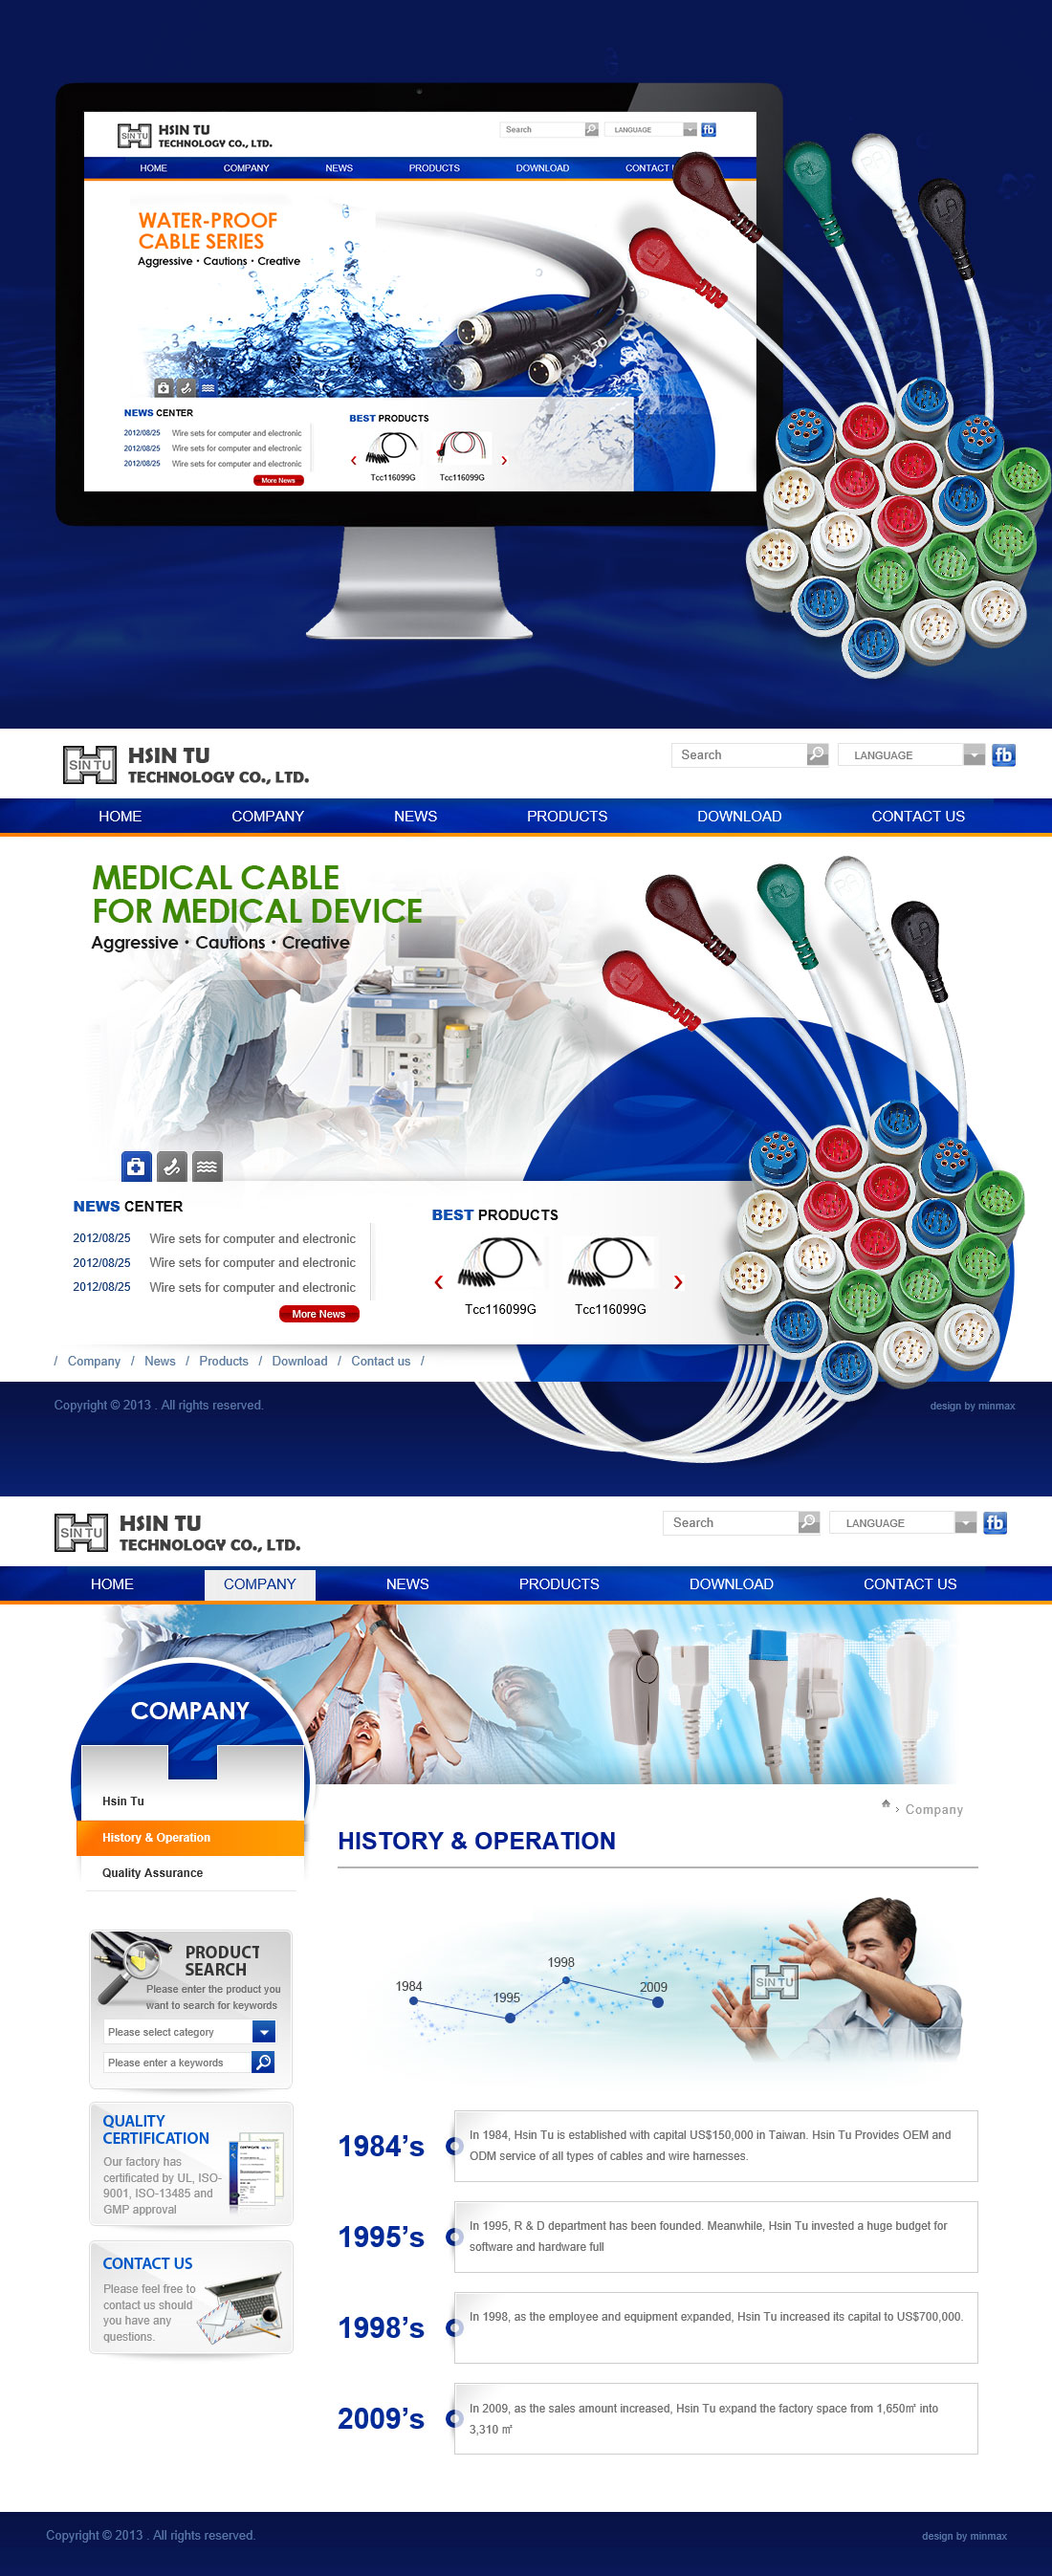 SIN TU
HSIN TU
TECHNOLOGY CO., LTD.
Search
LANGUAGE
fb
HOME COMPANY NEWS PRODUCTS DOWNLOAD CONTACT
WATER-PROOF
CABLE SERIES
Aggressive・Cautions・Creative
NEWS CENTER
2012/08/25 Wire sets for computer and electronic
2012/08/25 Wire sets for computer and electronic
2012/08/25 Wire sets for computer and electronic
More News
BEST PRODUCTS
Tcc116099G Tcc116099G
LL
RL
RA
LA
SIN TU
HSIN TU
TECHNOLOGY CO., LTD.
Search
LANGUAGE
fb
HOME COMPANY NEWS PRODUCTS DOWNLOAD CONTACT US
MEDICAL CABLE
FOR MEDICAL DEVICE
Aggressive・Cautions・Creative
LL
RL
RA
LA
NEWS CENTER
2012/08/25 Wire sets for computer and electronic
2012/08/25 Wire sets for computer and electronic
2012/08/25 Wire sets for computer and electronic
More News
BEST PRODUCTS
Tcc116099G Tcc116099G
/ Company / News / Products / Download / Contact us /
Copyright © 2013 . All rights reserved.
design by minmax
SIN TU
HSIN TU
TECHNOLOGY CO., LTD.
Search
LANGUAGE
fb
HOME COMPANY NEWS PRODUCTS DOWNLOAD CONTACT US
COMPANY
Hsin Tu
History & Operation
Quality Assurance
› Company
HISTORY & OPERATION
1984
1995
1998
2009
SIN TU
PRODUCT
SEARCH
Please enter the product you
want to search for keywords
Please select category
Please enter a keywords
QUALITY
CERTIFICATION
Our factory has
certificated by UL, ISO-
9001, ISO-13485 and
GMP approval
CERTIFICATE
CONTACT US
Please feel free to
contact us should
you have any
questions.
1984's
In 1984, Hsin Tu is established with capital US$150,000 in Taiwan. Hsin Tu Provides OEM and
ODM service of all types of cables and wire harnesses.
1995's
In 1995, R & D department has been founded. Meanwhile, Hsin Tu invested a huge budget for
software and hardware full
1998's
In 1998, as the employee and equipment expanded, Hsin Tu increased its capital to US$700,000.
2009's
In 2009, as the sales amount increased, Hsin Tu expand the factory space from 1,650㎡ into
3,310 ㎡
Copyright © 2013 . All rights reserved.
design by minmax